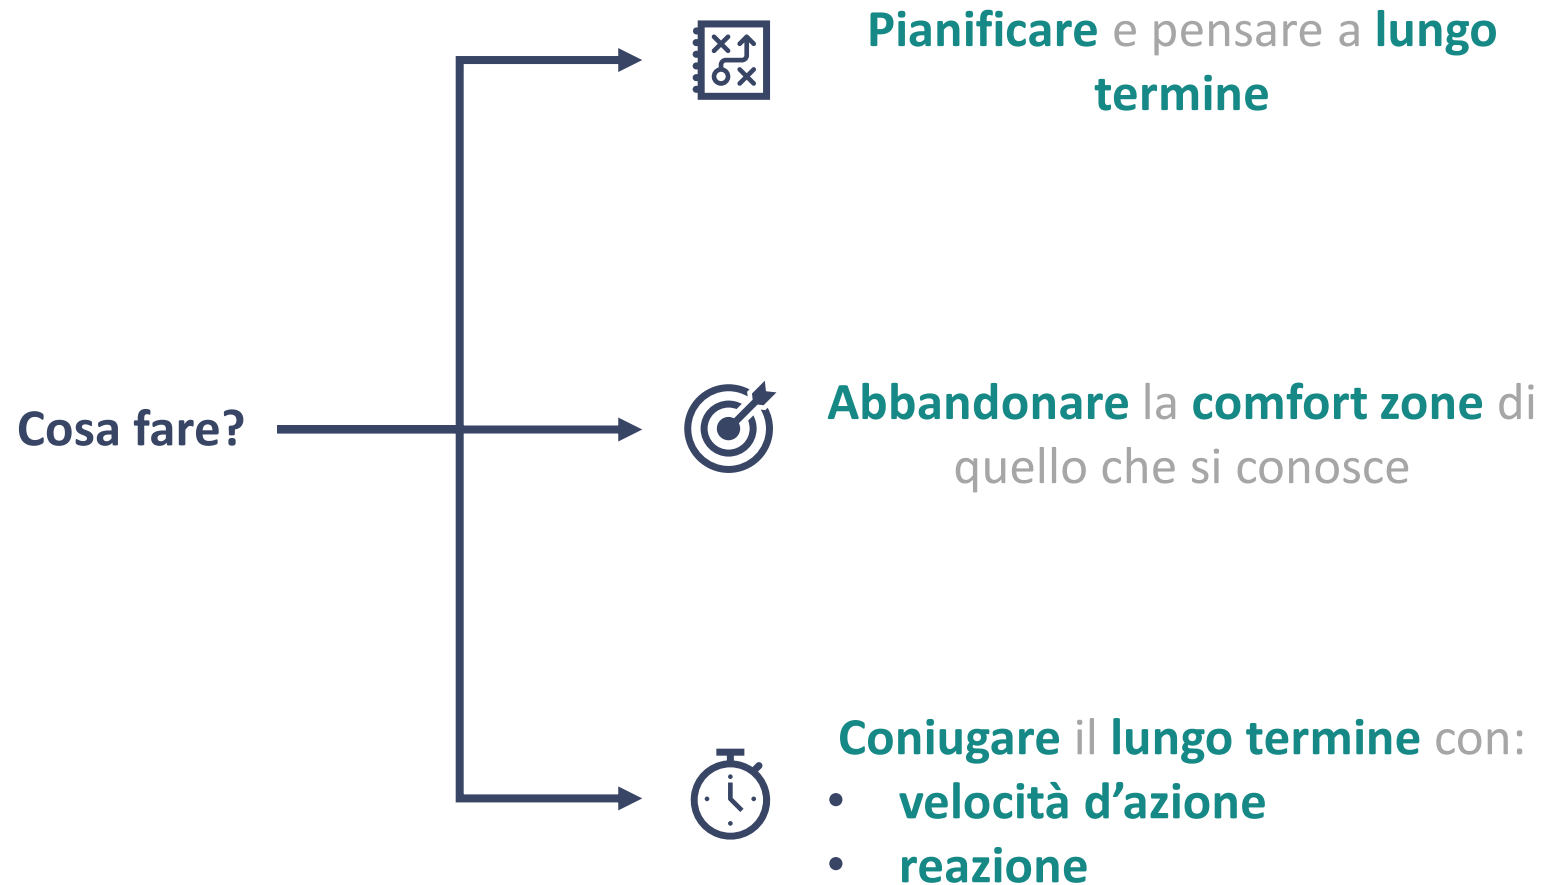 Pianificare e pensare a lungo
termine
Cosa fare?
Abbandonare la comfort zone di
quello che si conosce
Coniugare il lungo termine con:
• velocità d’azione
• reazione